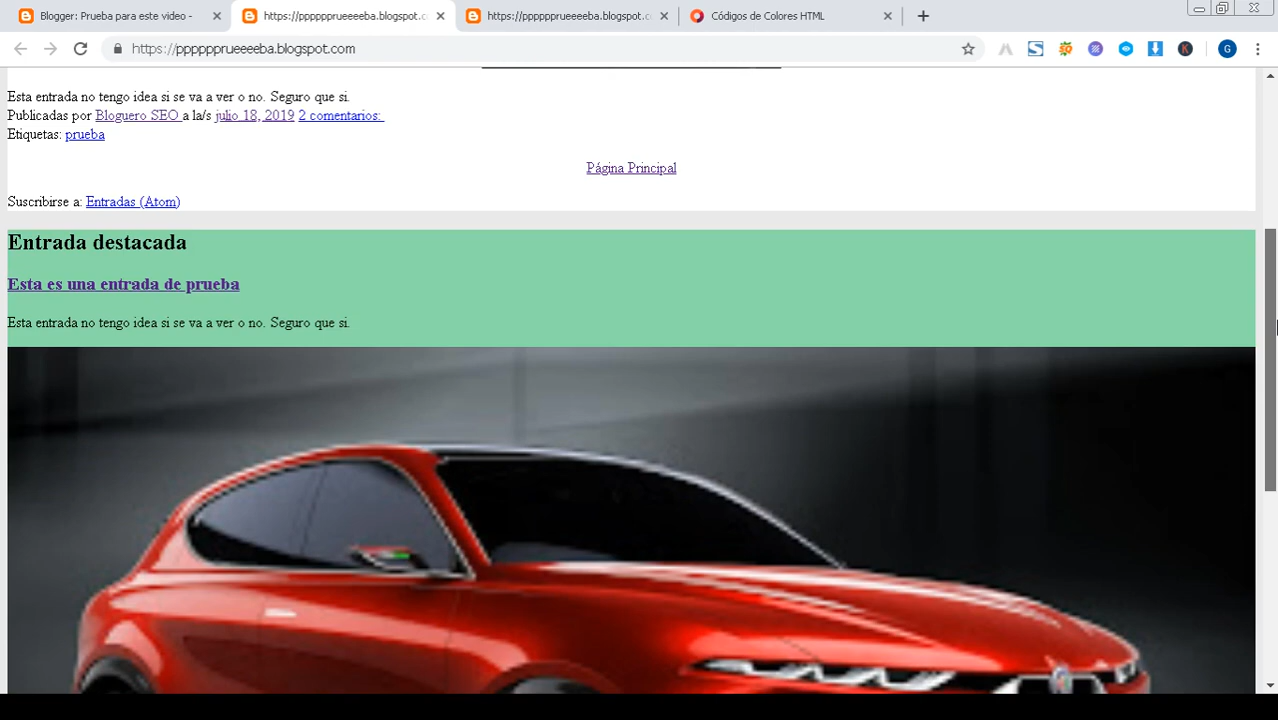 Blogger: Prueba para este video -
https://ppppppprueeeeba.blogspot.c
https://ppppppprueeeeba.blogspot.c
Códigos de Colores HTML
https://ppppppprueeeeba.blogspot.com
Esta entrada no tengo idea si se va a ver o no. Seguro que si.
Publicadas por Bloguero SEO a la/s julio 18, 2019 2 comentarios:
Etiquetas: prueba
Página Principal
Suscribirse a: Entradas (Atom)
Entrada destacada
Esta es una entrada de prueba
Esta entrada no tengo idea si se va a ver o no. Seguro que si.